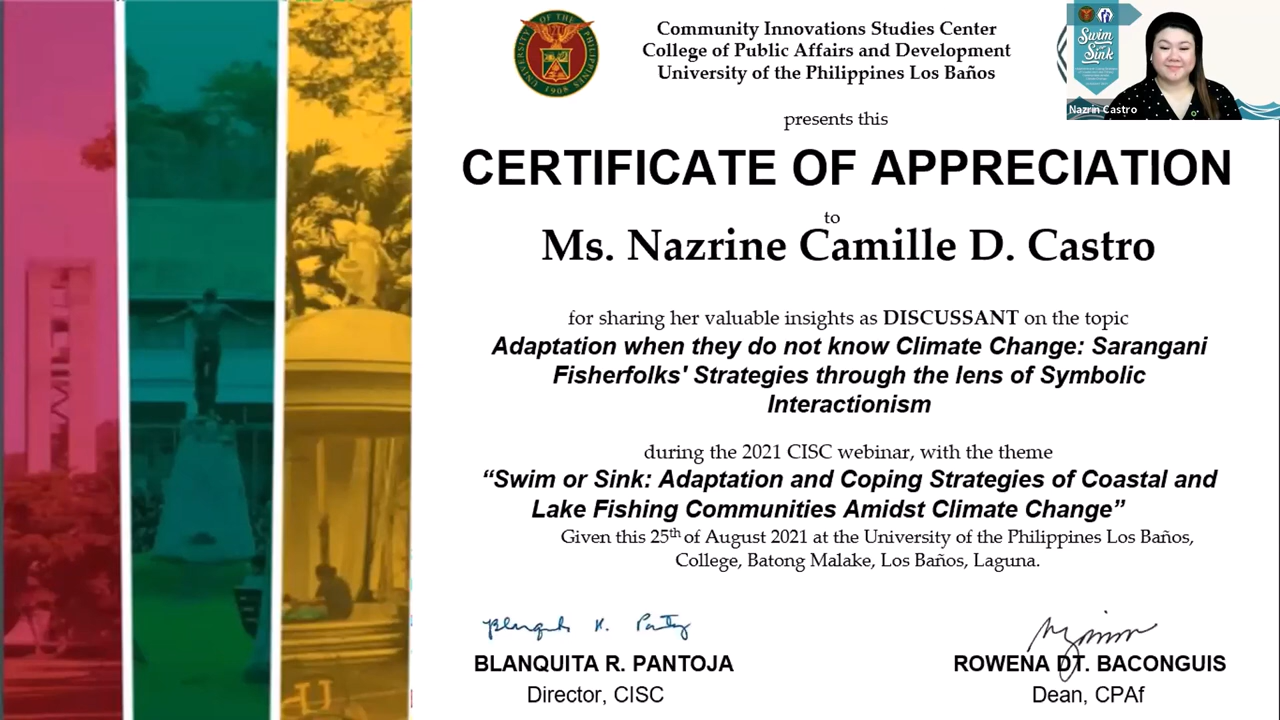 Community Innovations Studies Center
College of Public Affairs and Development
University of the Philippines Los Baños
UNIVERSITY OF THE PHILIPPINES
1908
Swim
Sink
Nazrin Castro
presents this
CERTIFICATE OF APPRECIATION
to
Ms. Nazrine Camille D. Castro
for sharing her valuable insights as DISCUSSANT on the topic
Adaptation when they do not know Climate Change: Sarangani
Fisherfolks' Strategies through the lens of Symbolic
Interactionism
during the 2021 CISC webinar, with the theme
“Swim or Sink: Adaptation and Coping Strategies of Coastal and
Lake Fishing Communities Amidst Climate Change”
Given this 25th of August 2021 at the University of the Philippines Los Baños,
College, Batong Malake, Los Baños, Laguna.
BLANQUITA R. PANTOJA
Director, CISC
ROWENA DT. BACONGUIS
Dean, CPAf